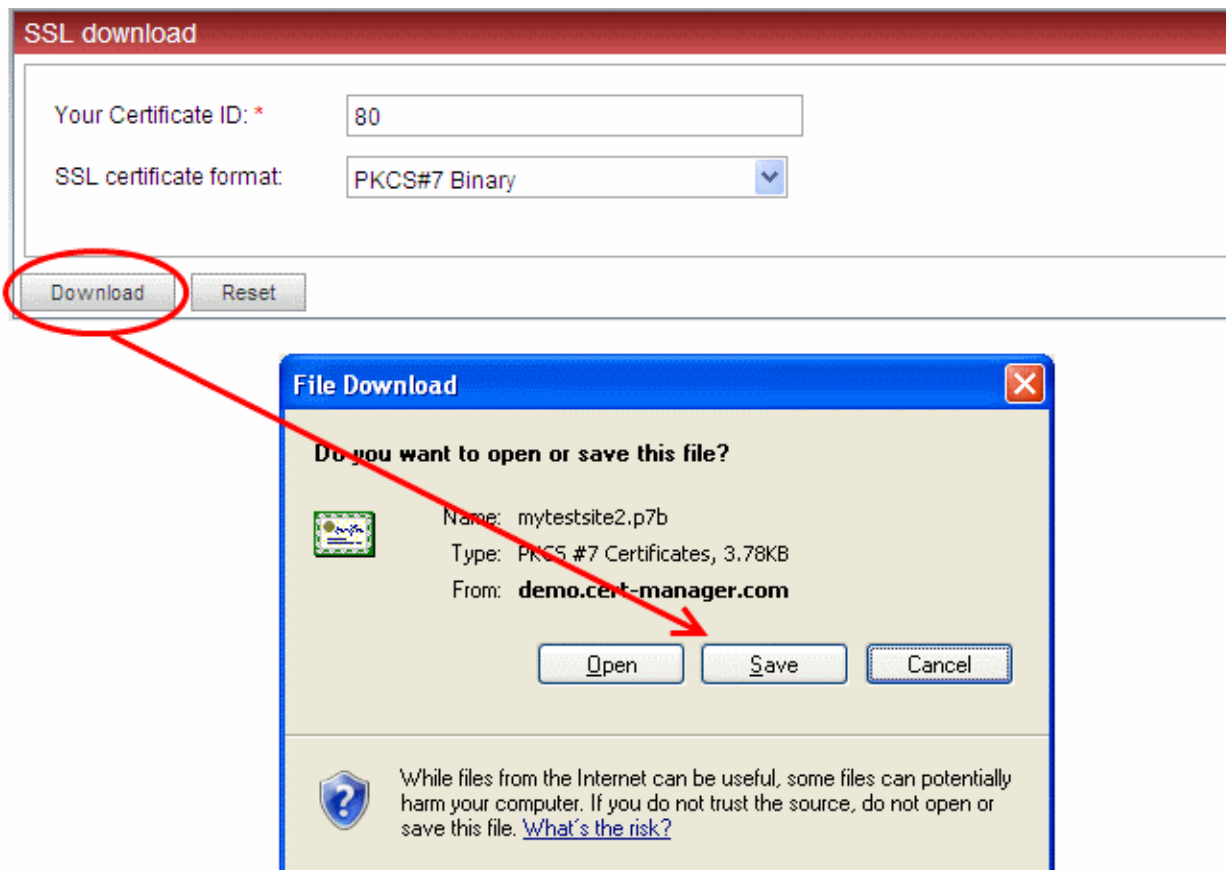 SSL download
Your Certificate ID: * 80
SSL certificate format: PKCS#7 Binary
Download Reset
File Download
Do you want to open or save this file?
Name: mytestsite2.p7b
Type: PKCS #7 Certificates, 3.78KB
From: demo.cert-manager.com
Open Save Cancel
While files from the Internet can be useful, some files can potentially
harm your computer. If you do not trust the source, do not open or
save this file. What's the risk?